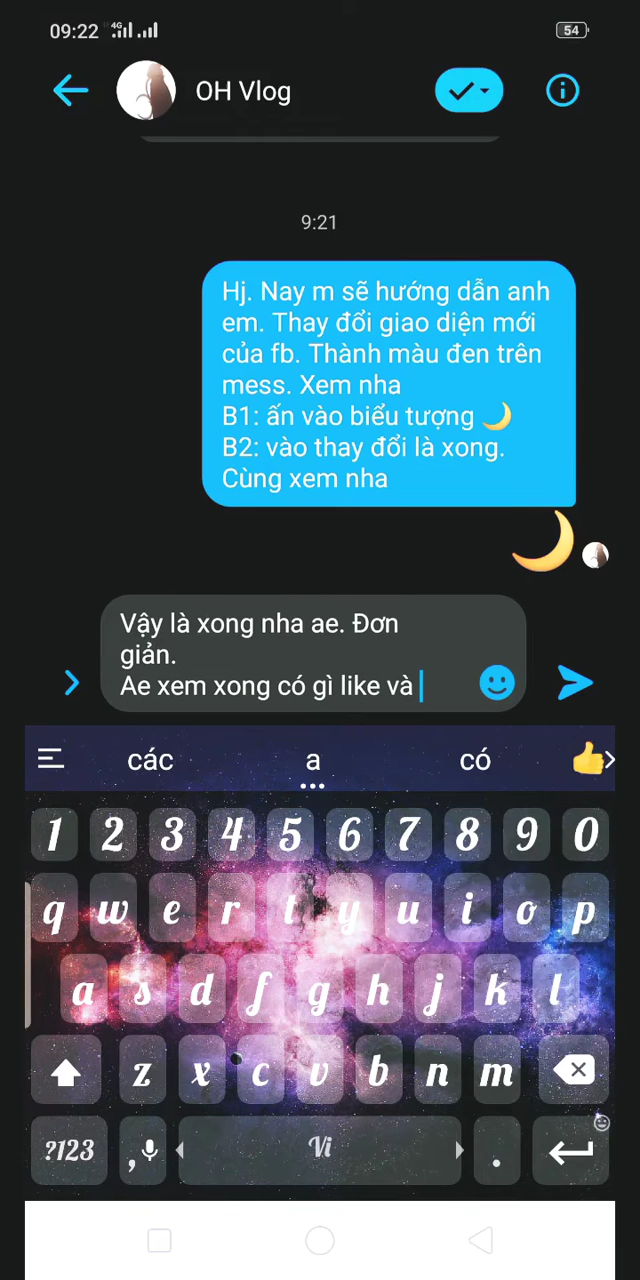 09:22 4G 54
OH Vlog
9:21
Hj. Nay m sẽ hướng dẫn anh
em. Thay đổi giao diện mới
của fb. Thành màu đen trên
mess. Xem nha
B1: ấn vào biểu tượng 🌙
B2: vào thay đổi là xong.
Cùng xem nha
🌙
Vậy là xong nha ae. Đơn
giản.
Ae xem xong có gì like và
các a có 👍
1 2 3 4 5 6 7 8 9 0
q w e r t y u i o p
a s d f g h j k l
z x c v b n m
?123 , Vi .